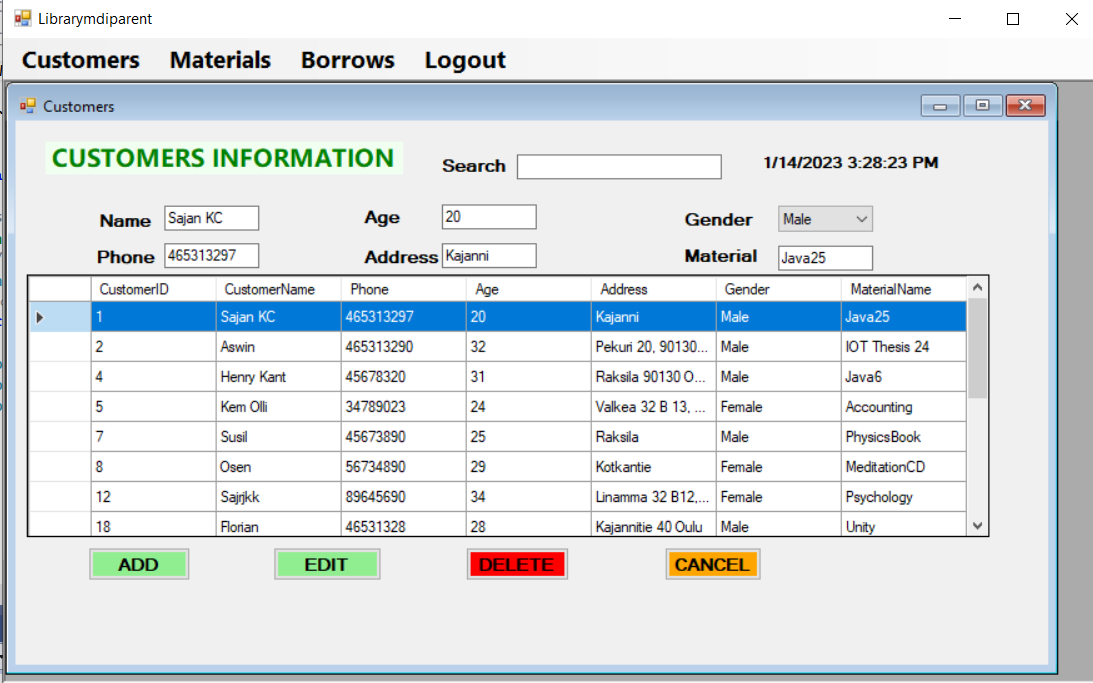 Librarymdiparent
Customers Materials Borrows Logout
Customers
CUSTOMERS INFORMATION Search 1/14/2023 3:28:23 PM
Name Sajan KC Age 20 Gender Male
Phone 465313297 Address Kajanni Material Java25
CustomerID CustomerName Phone Age Address Gender MaterialName
1 Sajan KC 465313297 20 Kajanni Male Java25
2 Aswin 465313290 32 Pekuri 20, 90130... Male IOT Thesis 24
4 Henry Kant 45678320 31 Raksila 90130 O... Male Java6
5 Kem Olli 34789023 24 Valkea 32 B 13, ... Female Accounting
7 Susil 45673890 25 Raksila Male PhysicsBook
8 Osen 56734890 29 Kotkantie Female MeditationCD
12 Sajrjkk 89645690 34 Linamma 32 B12,... Female Psychology
18 Florian 46531328 28 Kajannitie 40 Oulu Male Unity
ADD EDIT DELETE CANCEL